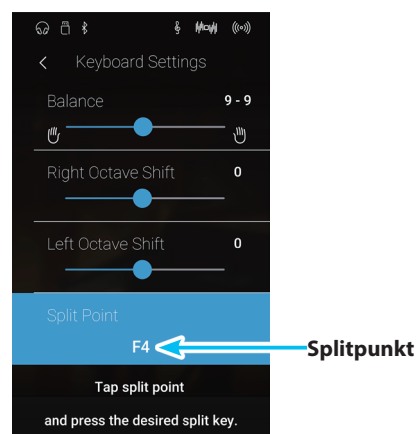 Keyboard Settings
Balance 9 - 9
Right Octave Shift 0
Left Octave Shift 0
Split Point
F4
Splitpunkt
Tap split point
and press the desired split key.